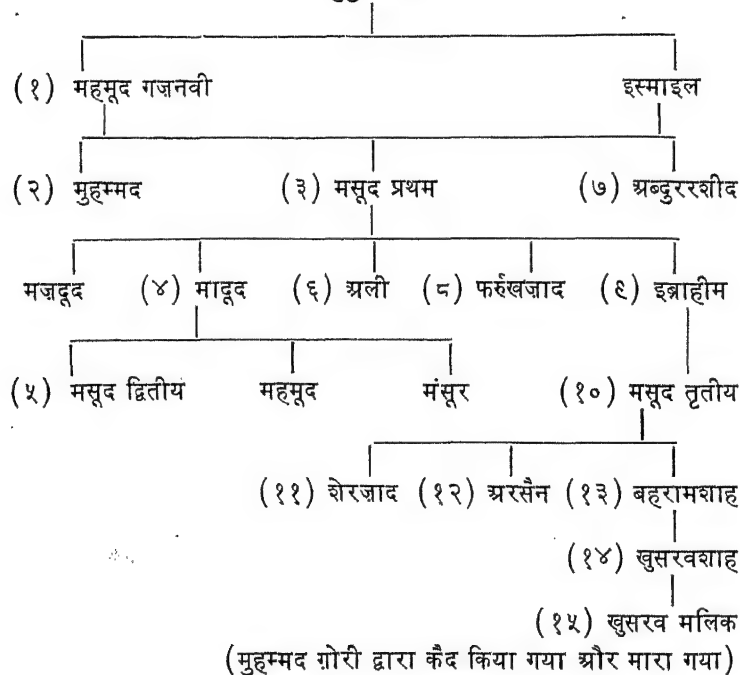 (१) महमूद गज़नवी इस्माइल
(२) मुहम्मद (३) मसूद प्रथम (७) अब्दुररशीद
मज़दूद (४) मादूद (६) अली (८) फर्रुखज़ाद (९) इब्राहीम
(५) मसूद द्वितीय महमूद मंसूर (१०) मसूद तृतीय
(११) शेरज़ाद (१२) अरसैन (१३) बहरामशाह
(१४) खुसरवशाह
(१५) खुसरव मलिक
(मुहम्मद ग़ोरी द्वारा कैद किया गया और मारा गया)